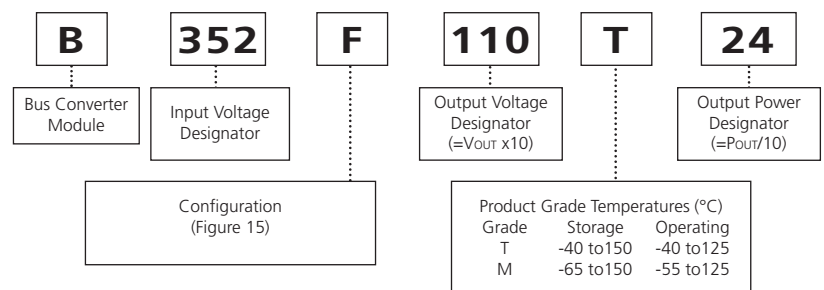 B 352 F 110 T 24
Bus Converter
Module
Input Voltage
Designator
Output Voltage
Designator
(=VOUT x10)
Output Power
Designator
(=POUT/10)
Configuration
(Figure 15)
Product Grade Temperatures (°C)
Grade Storage Operating
T -40 to150 -40 to125
M -65 to150 -55 to125